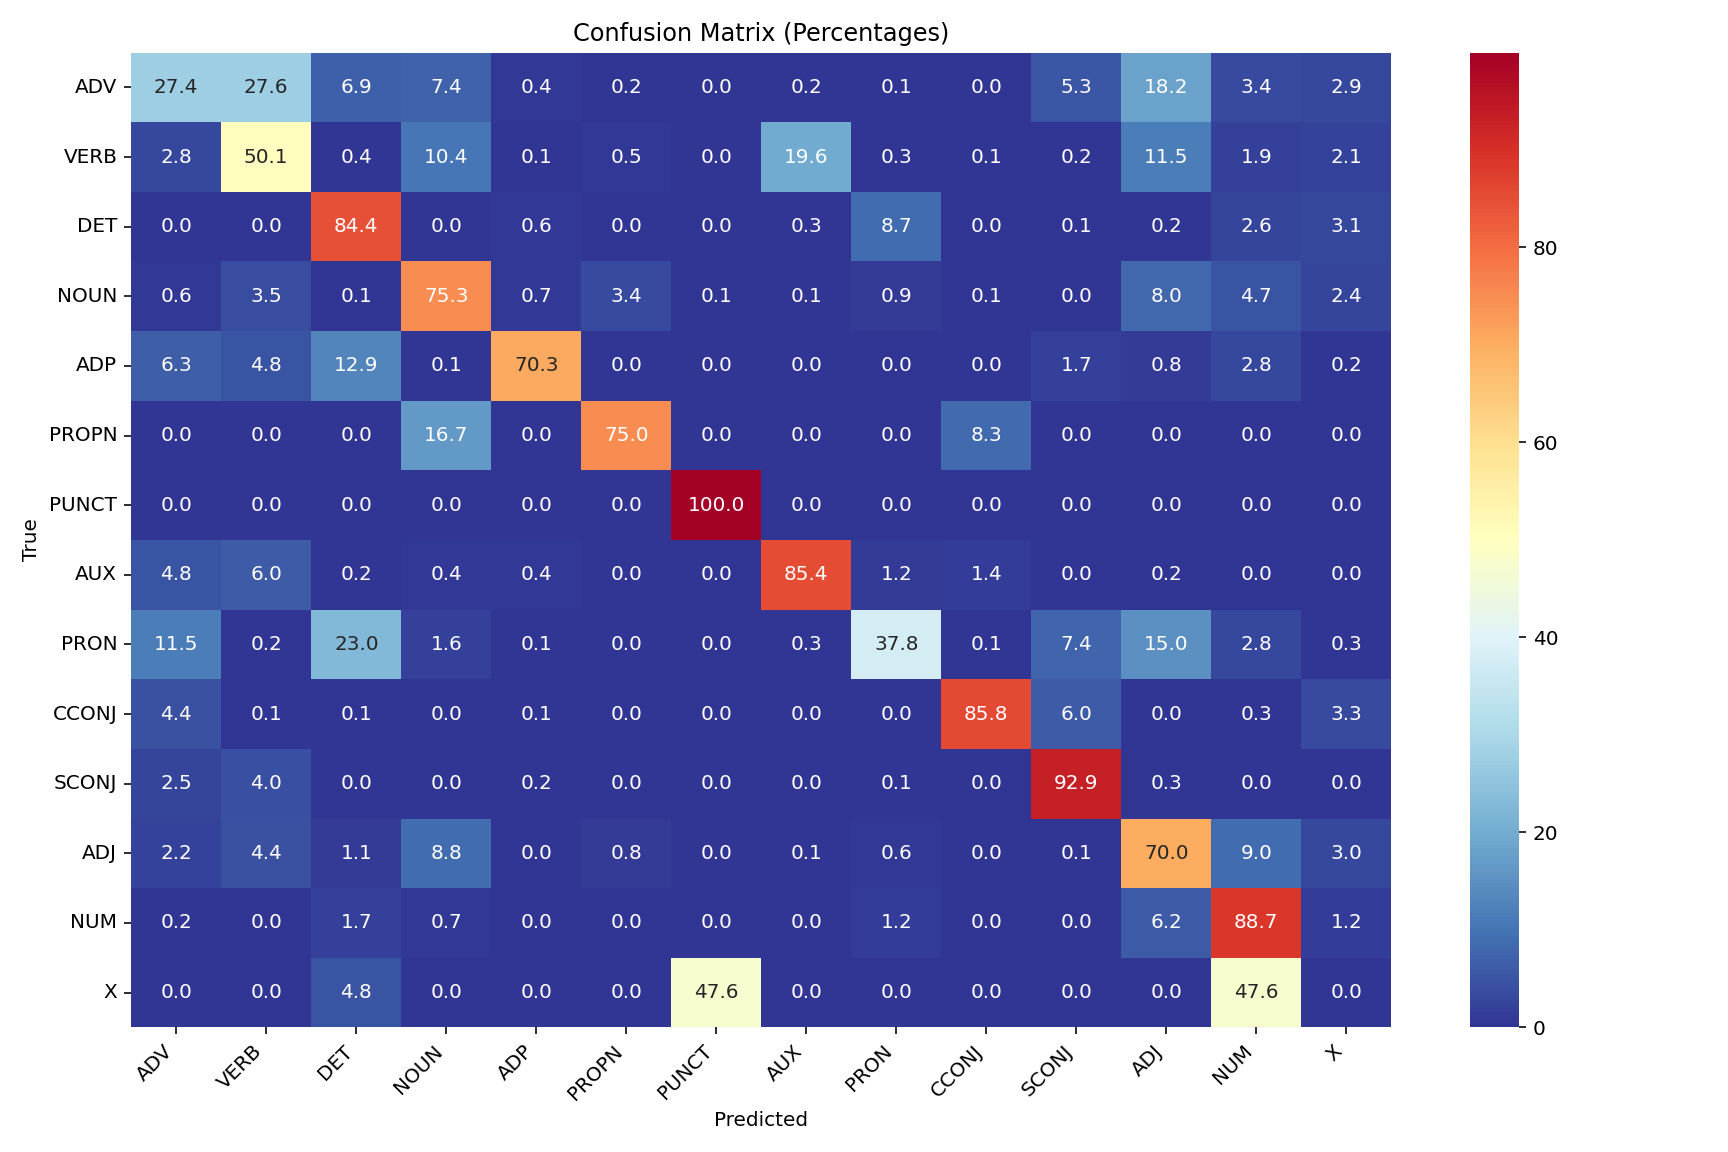 Confusion Matrix (Percentages)
ADV 27.4 27.6 6.9 7.4 0.4 0.2 0.0 0.2 0.1 0.0 5.3 18.2 3.4 2.9
VERB 2.8 50.1 0.4 10.4 0.1 0.5 0.0 19.6 0.3 0.1 0.2 11.5 1.9 2.1
DET 0.0 0.0 84.4 0.0 0.6 0.0 0.0 0.3 8.7 0.0 0.1 0.2 2.6 3.1
NOUN 0.6 3.5 0.1 75.3 0.7 3.4 0.1 0.1 0.9 0.1 0.0 8.0 4.7 2.4
ADP 6.3 4.8 12.9 0.1 70.3 0.0 0.0 0.0 0.0 0.0 1.7 0.8 2.8 0.2
PROPN 0.0 0.0 0.0 16.7 0.0 75.0 0.0 0.0 0.0 8.3 0.0 0.0 0.0 0.0
PUNCT 0.0 0.0 0.0 0.0 0.0 0.0 100.0 0.0 0.0 0.0 0.0 0.0 0.0 0.0
AUX 4.8 6.0 0.2 0.4 0.4 0.0 0.0 85.4 1.2 1.4 0.0 0.2 0.0 0.0
PRON 11.5 0.2 23.0 1.6 0.1 0.0 0.0 0.3 37.8 0.1 7.4 15.0 2.8 0.3
CCONJ 4.4 0.1 0.1 0.0 0.1 0.0 0.0 0.0 0.0 85.8 6.0 0.0 0.3 3.3
SCONJ 2.5 4.0 0.0 0.0 0.2 0.0 0.0 0.0 0.1 0.0 92.9 0.3 0.0 0.0
ADJ 2.2 4.4 1.1 8.8 0.0 0.8 0.0 0.1 0.6 0.0 0.1 70.0 9.0 3.0
NUM 0.2 0.0 1.7 0.7 0.0 0.0 0.0 0.0 1.2 0.0 0.0 6.2 88.7 1.2
X 0.0 0.0 4.8 0.0 0.0 0.0 47.6 0.0 0.0 0.0 0.0 0.0 47.6 0.0
ADV VERB DET NOUN ADP PROPN PUNCT AUX PRON CCONJ SCONJ ADJ NUM X
Predicted
True
80
60
40
20
0